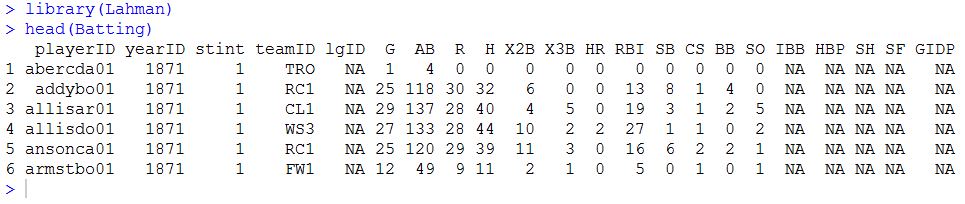 > library(Lahman)
> head(Batting)
playerID yearID stint teamID lgID G AB R H X2B X3B HR RBI SB CS BB SO IBB HBP SH SF GIDP
1 abercda01 1871 1 TRO NA 1 4 0 0 0 0 0 0 0 0 0 0 NA NA NA NA NA
2 addybo01 1871 1 RC1 NA 25 118 30 32 6 0 0 13 8 1 4 0 NA NA NA NA NA
3 allisar01 1871 1 CL1 NA 29 137 28 40 4 5 0 19 3 1 2 5 NA NA NA NA NA
4 allisdo01 1871 1 WS3 NA 27 133 28 44 10 2 2 27 1 1 0 2 NA NA NA NA NA
5 ansonca01 1871 1 RC1 NA 25 120 29 39 11 3 0 16 6 2 2 1 NA NA NA NA NA
6 armstbo01 1871 1 FW1 NA 12 49 9 11 2 1 0 5 0 1 0 1 NA NA NA NA NA
>